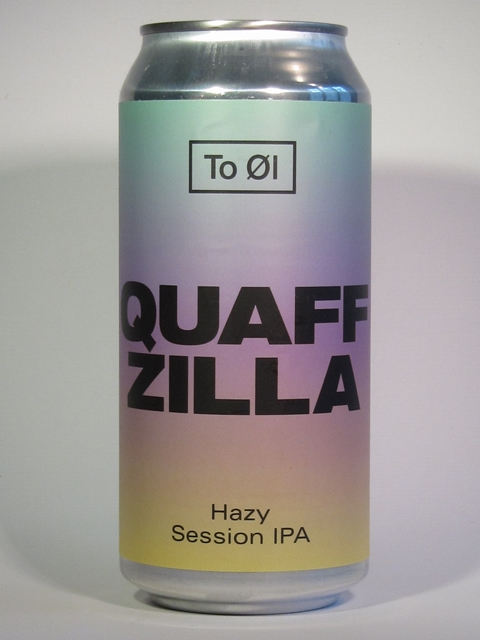 To Øl
QUAFF
ZILLA
Hazy
Session IPA